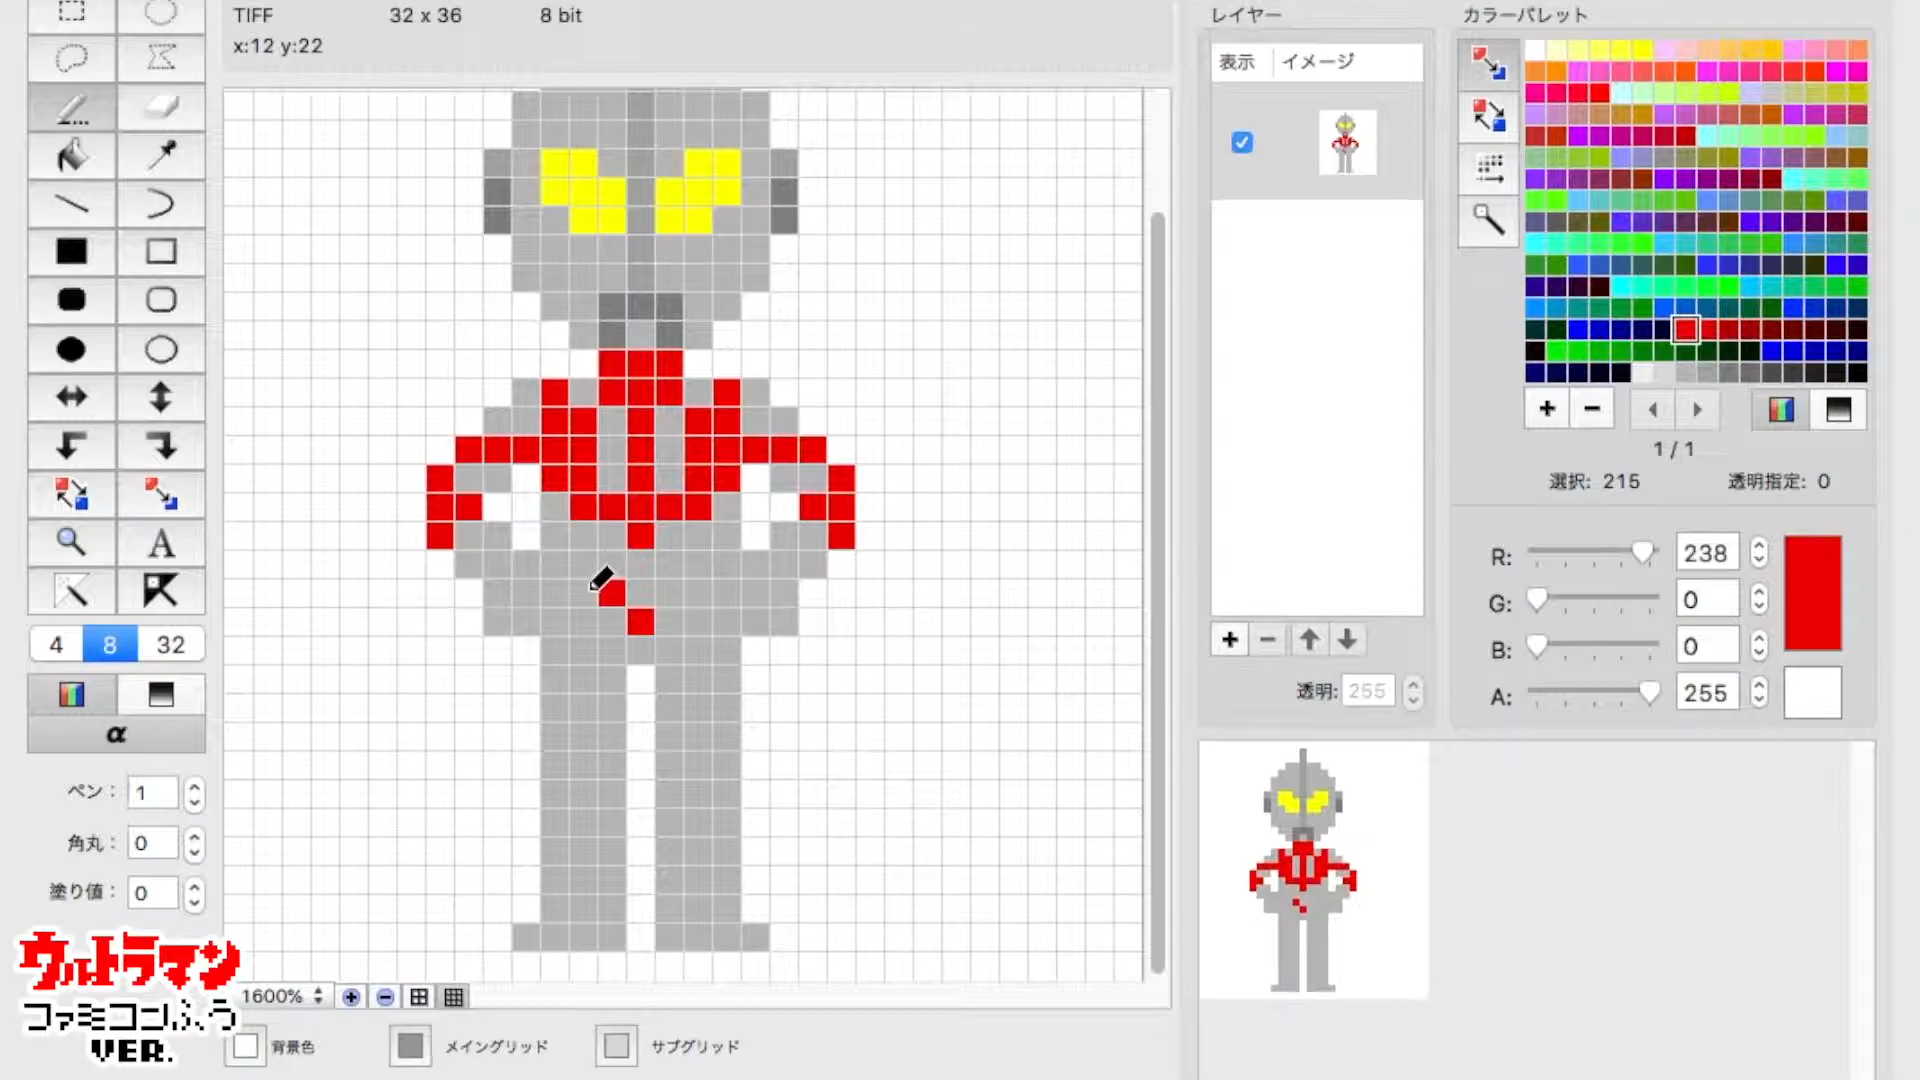 TIFF 32 x 36 8 bit
x:12 y:22
レイヤー
表示 イメージ
カラーパレット
1 / 1
選択: 215 透明指定: 0
R: 238
G: 0
B: 0
A: 255
透明: 255
A
4 8 32
α
ペン: 1
角丸: 0
塗り値: 0
1600%
背景色 メイングリッド サブグリッド
ウルトラマン
ファミコンふう
VER.